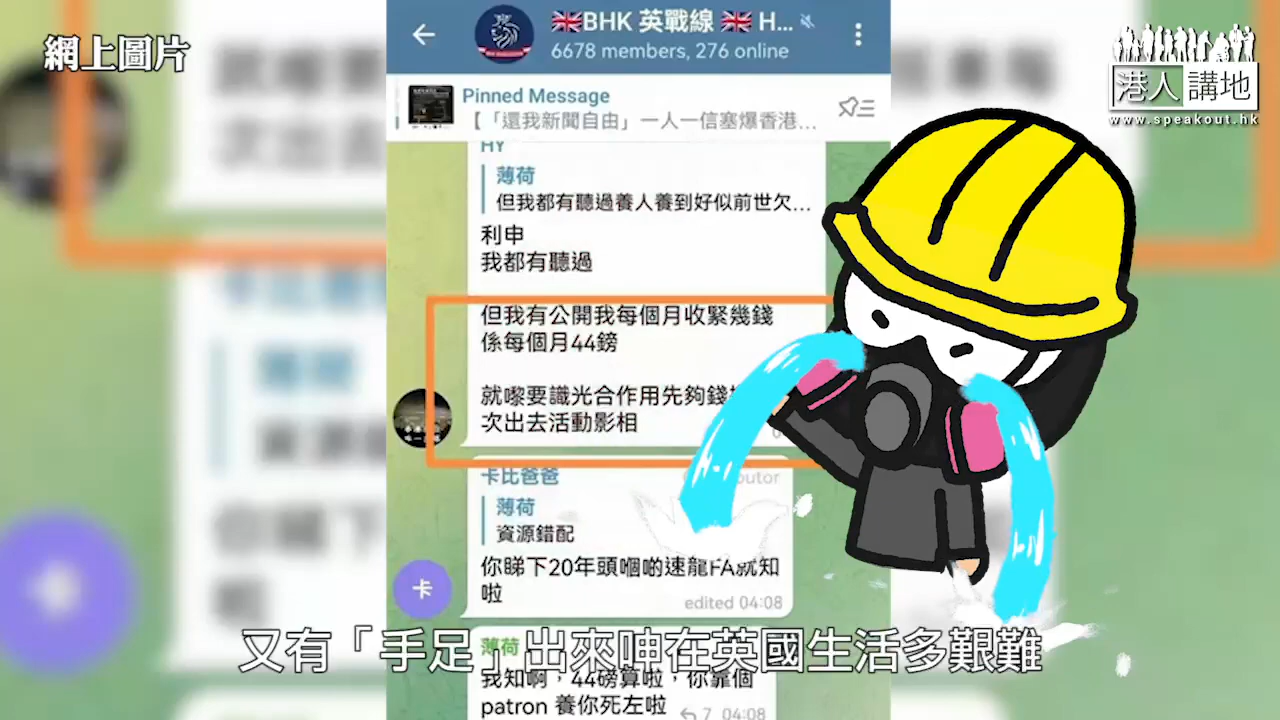 網上圖片
🇬🇧BHK 英戰線 🇬🇧 H...
6678 members, 276 online
港人講地
www.speakout.hk
Pinned Message
【「還我新聞自由」一人一信塞爆香港...
HY
薄荷
但我都有聽過養人養到好似前世欠...
利申
我都有聽過
但我有公開我每個月收緊幾錢
係每個月44鎊
就嚟要識光合作用先夠錢
次出去活動影相
卡比爸爸
薄荷
資源錯配
你睇下20年頭嗰啲速龍FA就知
啦
edited 04:08
卡
又有「手足」出來呻在英國生活多艱難
薄荷
我知啊，44磅算啦，你靠個
patron 養你死左啦
7 04:08